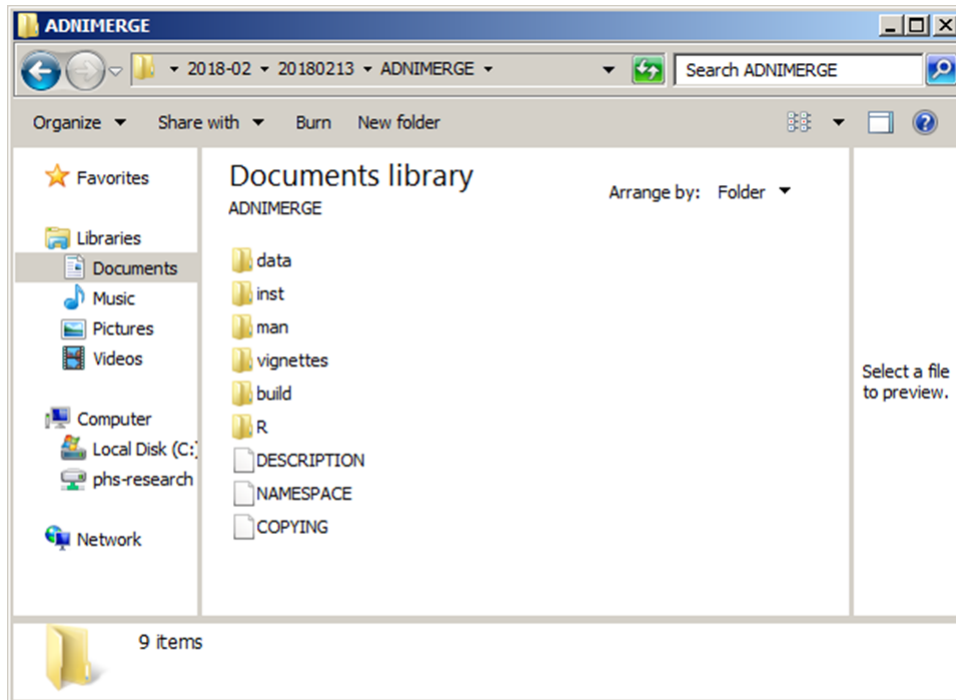 ADNIMERGE
2018-02 20180213 ADNIMERGE
Search ADNIMERGE
Organize Share with Burn New folder
Favorites
Libraries
Documents
Music
Pictures
Videos
Computer
Local Disk (C:)
phs-research
Network
Documents library
ADNIMERGE
Arrange by: Folder
data
inst
man
vignettes
build
R
DESCRIPTION
NAMESPACE
COPYING
Select a file
to preview.
9 items